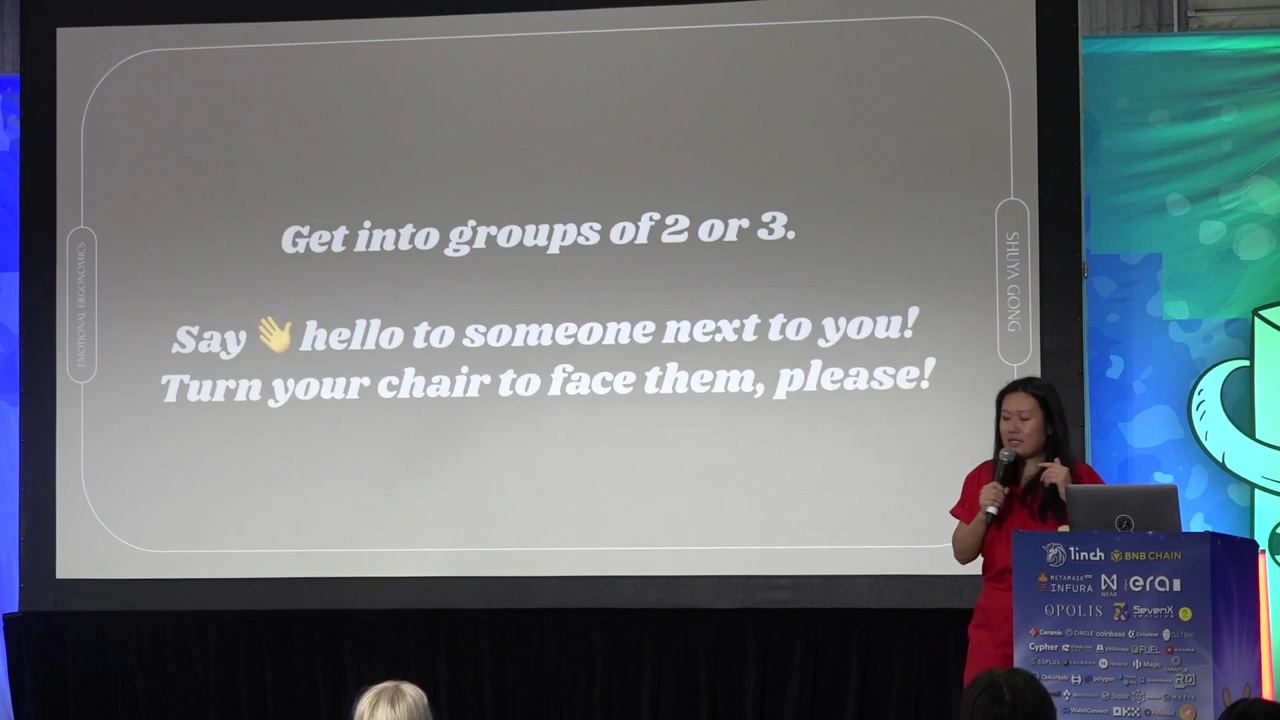 Get into groups of 2 or 3.
Say 👋 hello to someone next to you!
Turn your chair to face them, please!
EMOTIONAL ERGONOMICS
SHUYA GONG
1inch BNB CHAIN
METAMASK INFURA NEAR era
OPOLIS SevenX
Ceramic CIRCLE coinbase Covalent
Cypher FUEL
Magic
QuickNode polygon
Stellar
WalletConnect